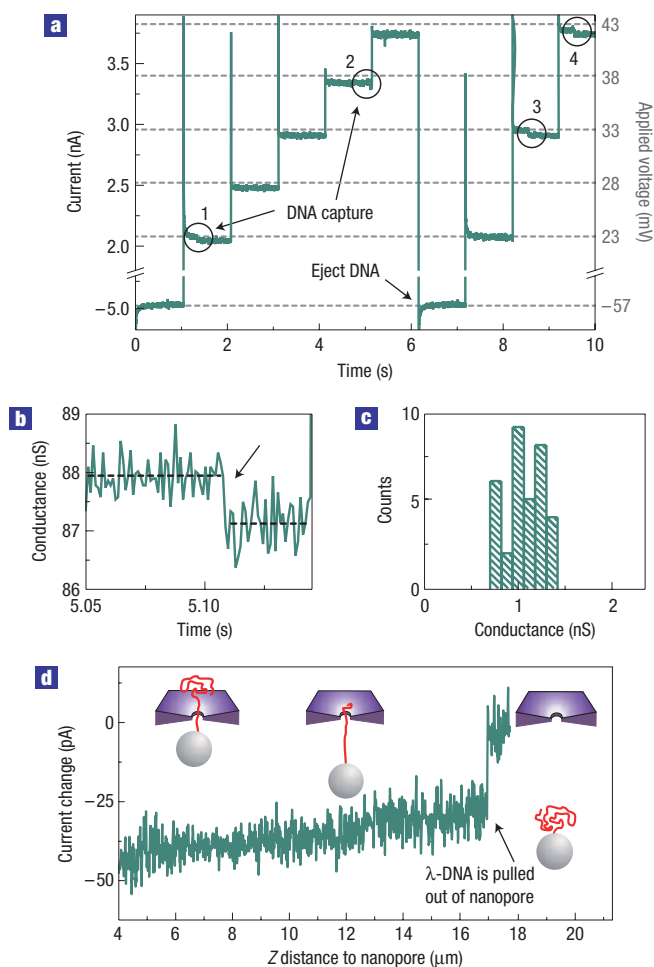 a
3.5
3.0
2.5
2.0
−5.0
Current (nA)
43
38
33
28
23
−57
Applied voltage (mV)
1
2
3
4
DNA capture
Eject DNA
0
2
4
6
8
10
Time (s)
b
89
88
87
86
Conductance (nS)
5.05
5.10
Time (s)
c
10
5
0
Counts
0
1
2
Conductance (nS)
d
0
−25
−50
Current change (pA)
λ-DNA is pulled
out of nanopore
4
6
8
10
12
14
16
18
20
Z distance to nanopore (μm)